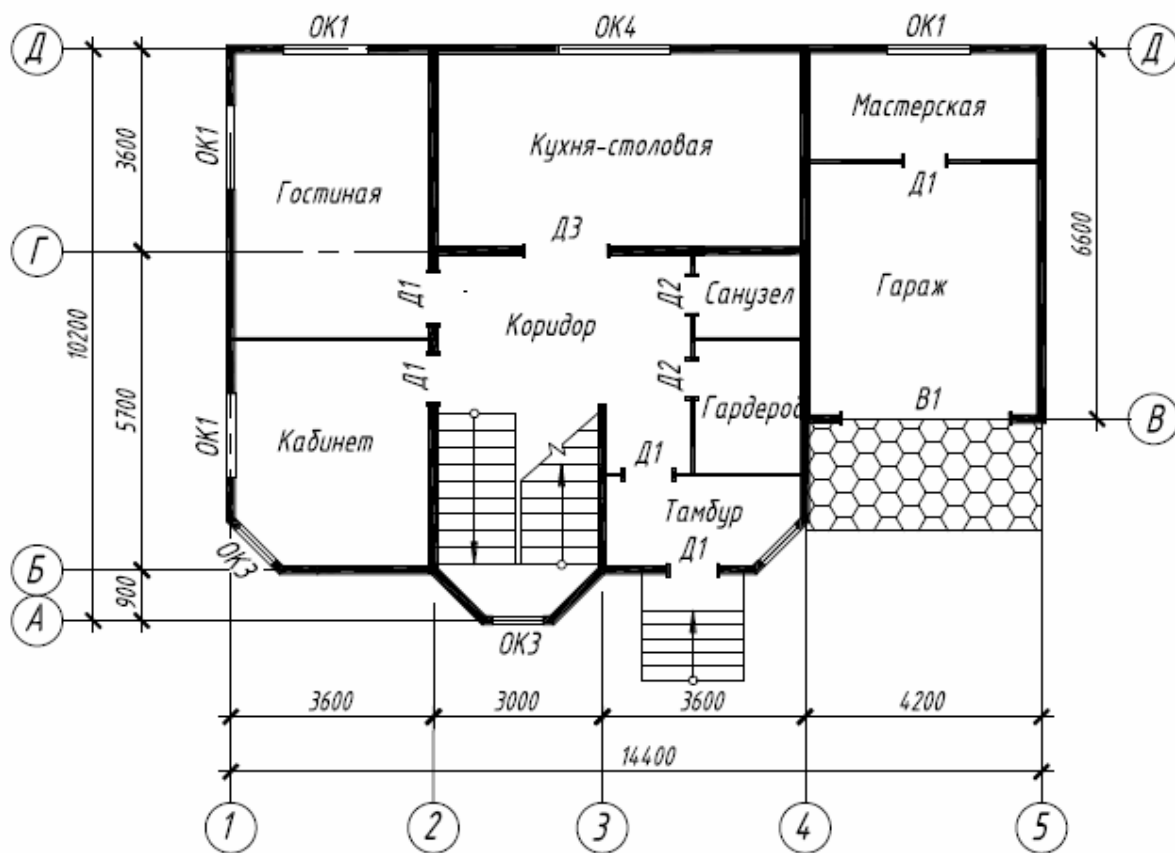 ОК1 ОК4 ОК1
Д Д
Мастерская
3600 ОК1 Кухня-столовая
Гостиная Д1
Д3 6600
Г
Д1 Д2 Санузел Гараж
10200 Коридор
Д1 Д2
5700 ОК1 Кабинет Гардероб В1 В
Д1
Тамбур
ОК3 Д1
Б
900
А
ОК3
3600 3000 3600 4200
14400
1 2 3 4 5